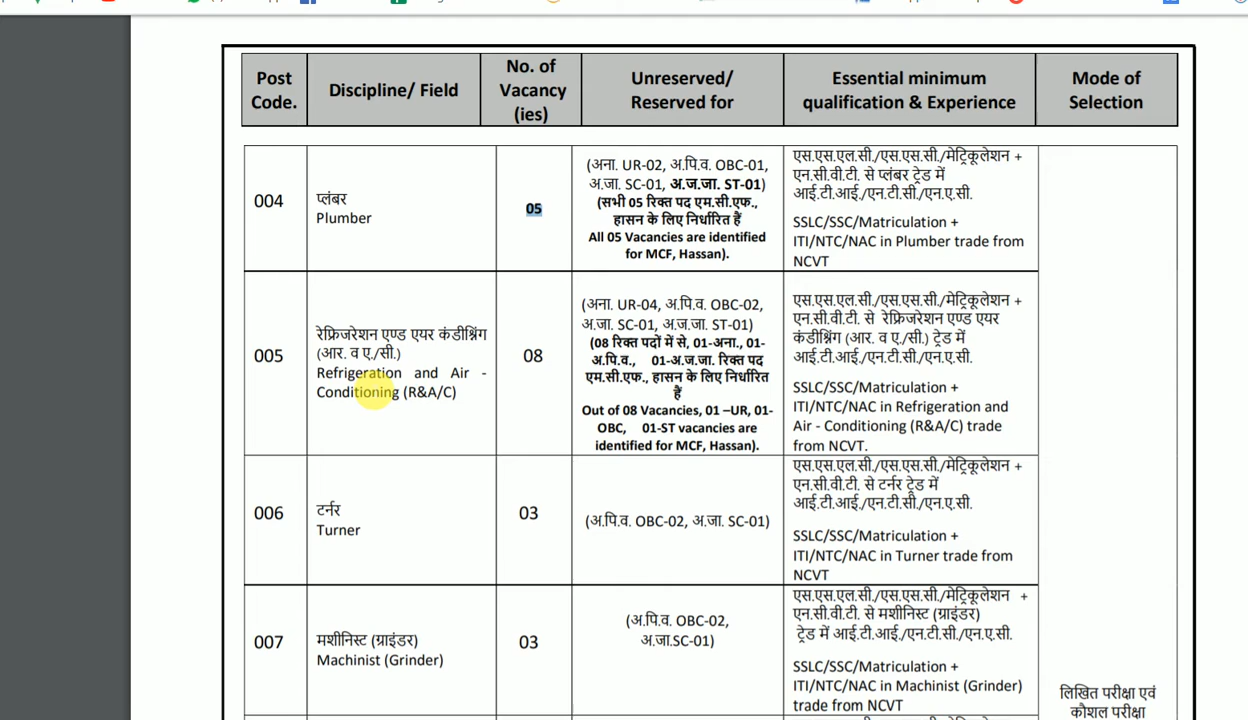 Post
Code.
Discipline/ Field
No. of
Vacancy
(ies)
Unreserved/
Reserved for
Essential minimum
qualification & Experience
Mode of
Selection
004
प्लंबर
Plumber
05
(अना. UR-02, अ.पि.व. OBC-01,
अ.जा. SC-01, अ.ज.जा. ST-01)
(सभी 05 रिक्त पद एम.सी.एफ.,
हासन के लिए निर्धारित हैं
All 05 Vacancies are identified
for MCF, Hassan).
एस.एस.एल.सी./एस.एस.सी./मेट्रिकूलेशन +
एन.सी.वी.टी. से प्लंबर ट्रेड में
आई.टी.आई./एन.टी.सी./एन.ए.सी.
SSLC/SSC/Matriculation +
ITI/NTC/NAC in Plumber trade from
NCVT
005
रेफ्रिजरेशन एण्ड एयर कंडीश्निंग
(आर. व ए./सी.)
Refrigeration and Air -
Conditioning (R&A/C)
08
(अना. UR-04, अ.पि.व. OBC-02,
अ.जा. SC-01, अ.ज.जा. ST-01)
(08 रिक्त पदों में से, 01-अना., 01-
अ.पि.व., 01-अ.ज.जा. रिक्त पद
एम.सी.एफ., हासन के लिए निर्धारित
हैं
Out of 08 Vacancies, 01 –UR, 01-
OBC, 01-ST vacancies are
identified for MCF, Hassan).
एस.एस.एल.सी./एस.एस.सी./मेट्रिकूलेशन +
एन.सी.वी.टी. से रेफ्रिजरेशन एण्ड एयर
कंडीश्निंग (आर. व ए./सी.) ट्रेड में
आई.टी.आई./एन.टी.सी./एन.ए.सी.
SSLC/SSC/Matriculation +
ITI/NTC/NAC in Refrigeration and
Air - Conditioning (R&A/C) trade
from NCVT.
006
टर्नर
Turner
03
(अ.पि.व. OBC-02, अ.जा. SC-01)
एस.एस.एल.सी./एस.एस.सी./मेट्रिकूलेशन +
एन.सी.वी.टी. से टर्नर ट्रेड में
आई.टी.आई./एन.टी.सी./एन.ए.सी.
SSLC/SSC/Matriculation +
ITI/NTC/NAC in Turner trade from
NCVT
007
मशीनिस्ट (ग्राइंडर)
Machinist (Grinder)
03
(अ.पि.व. OBC-02,
अ.जा.SC-01)
एस.एस.एल.सी./एस.एस.सी./मेट्रिकूलेशन +
एन.सी.वी.टी. से मशीनिस्ट (ग्राइंडर)
ट्रेड में आई.टी.आई./एन.टी.सी./एन.ए.सी.
SSLC/SSC/Matriculation +
ITI/NTC/NAC in Machinist (Grinder)
trade from NCVT
लिखित परीक्षा एवं
कौशल परीक्षा